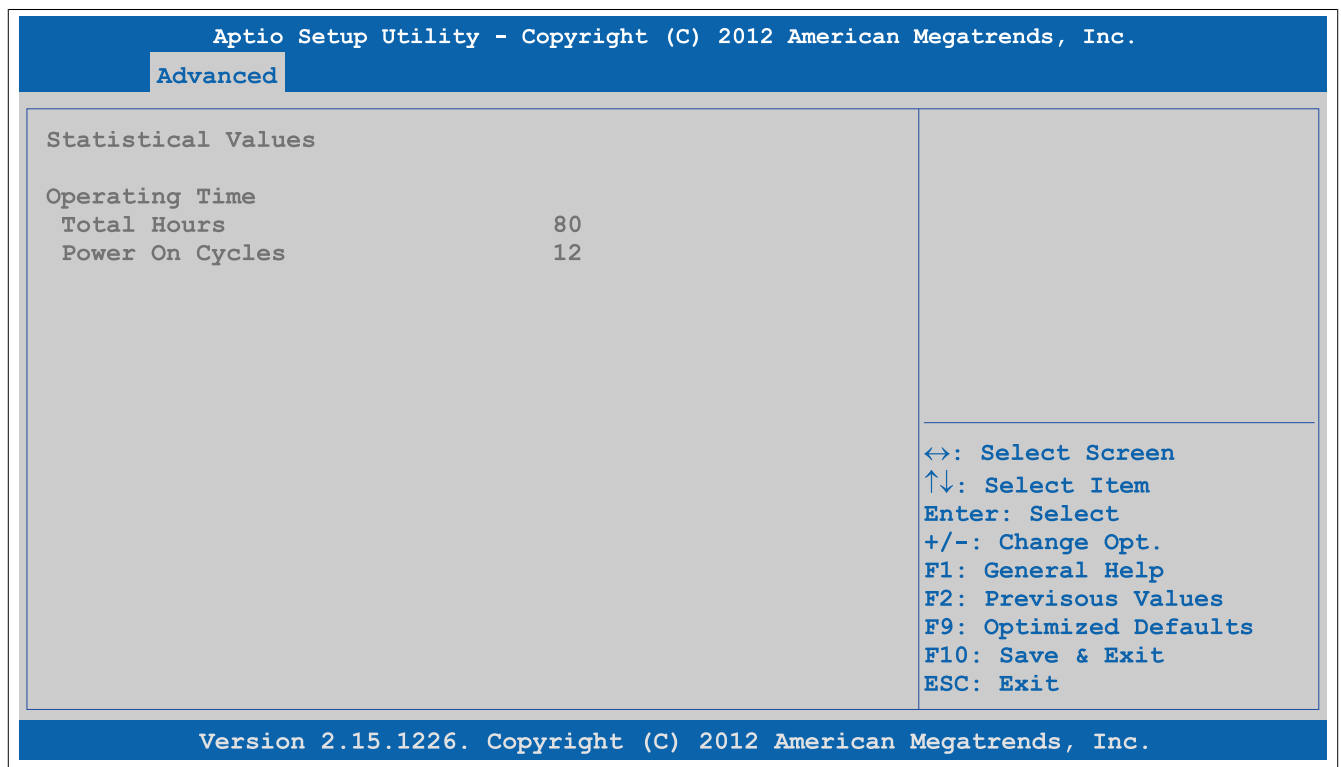 Aptio Setup Utility - Copyright (C) 2012 American Megatrends, Inc.
Advanced
Statistical Values
Operating Time
Total Hours 80
Power On Cycles 12
↔: Select Screen
↑↓: Select Item
Enter: Select
+/-: Change Opt.
F1: General Help
F2: Previsous Values
F9: Optimized Defaults
F10: Save & Exit
ESC: Exit
Version 2.15.1226. Copyright (C) 2012 American Megatrends, Inc.